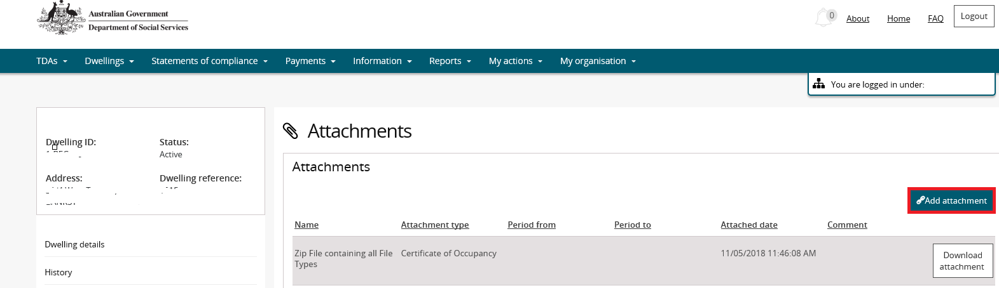 Australian Government
Department of Social Services
0
About Home FAQ Logout
TDAs Dwellings Statements of compliance Payments Information Reports My actions My organisation
You are logged in under:
Dwelling ID: Status:
Active
Address: Dwelling reference:
Dwelling details
History
Attachments
Attachments
Add attachment
Name Attachment type Period from Period to Attached date Comment
Zip File containing all File Certificate of Occupancy 11/05/2018 11:46:08 AM
Types
Download
attachment